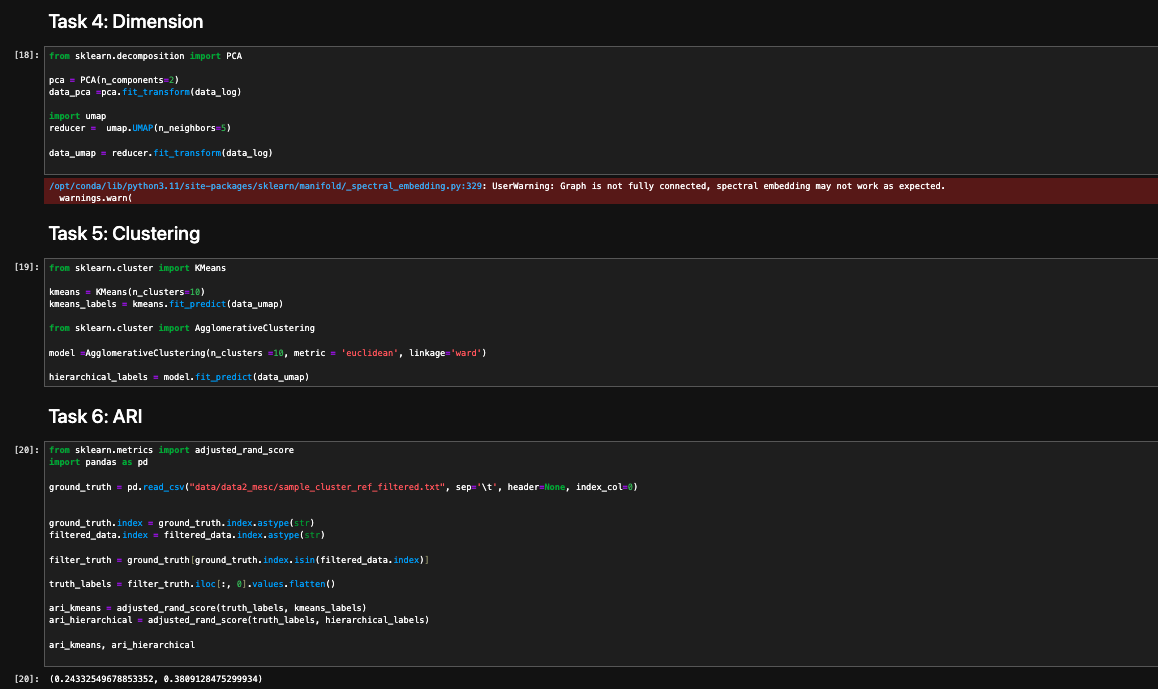 Task 4: Dimension
[18]: from sklearn.decomposition import PCA
pca = PCA(n_components=2)
data_pca =pca.fit_transform(data_log)
import umap
reducer =  umap.UMAP(n_neighbors=5)
data_umap = reducer.fit_transform(data_log)
/opt/conda/lib/python3.11/site-packages/sklearn/manifold/_spectral_embedding.py:329: UserWarning: Graph is not fully connected, spectral embedding may not work as expected.
  warnings.warn(
Task 5: Clustering
[19]: from sklearn.cluster import KMeans
kmeans = KMeans(n_clusters=10)
kmeans_labels = kmeans.fit_predict(data_umap)
from sklearn.cluster import AgglomerativeClustering
model =AgglomerativeClustering(n_clusters =10, metric = 'euclidean', linkage='ward')
hierarchical_labels = model.fit_predict(data_umap)
Task 6: ARI
[20]: from sklearn.metrics import adjusted_rand_score
import pandas as pd
ground_truth = pd.read_csv("data/data2_mesc/sample_cluster_ref_filtered.txt", sep='\t', header=None, index_col=0)
ground_truth.index = ground_truth.index.astype(str)
filtered_data.index = filtered_data.index.astype(str)
filter_truth = ground_truth[ground_truth.index.isin(filtered_data.index)]
truth_labels = filter_truth.iloc[:, 0].values.flatten()
ari_kmeans = adjusted_rand_score(truth_labels, kmeans_labels)
ari_hierarchical = adjusted_rand_score(truth_labels, hierarchical_labels)
ari_kmeans, ari_hierarchical
[20]: (0.24332549678853352, 0.3809128475299934)